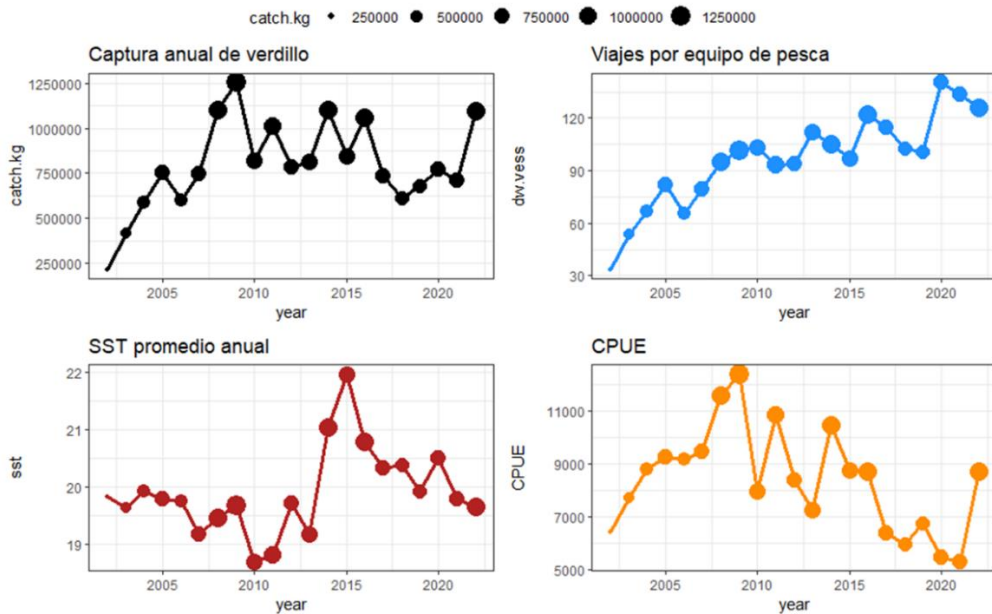 catch.kg 250000 500000 750000 1000000 1250000
Captura anual de verdillo
catch.kg
1250000
1000000
750000
500000
250000
2005 2010 2015 2020
year
Viajes por equipo de pesca
dw.vess
120
90
60
30
2005 2010 2015 2020
year
SST promedio anual
sst
22
21
20
19
2005 2010 2015 2020
year
CPUE
CPUE
11000
9000
7000
5000
2005 2010 2015 2020
year